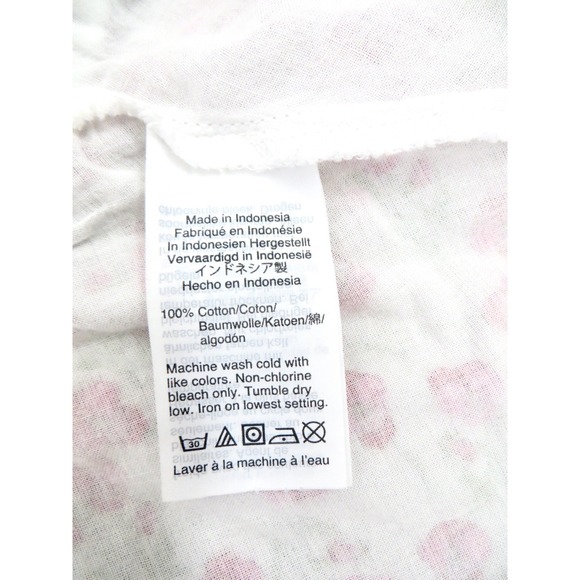 Made in Indonesia
Fabriqué en Indonésie
In Indonesien Hergestellt
Vervaardigd in Indonesië
インドネシア製
Hecho en Indonesia
100% Cotton/Coton/
Baumwolle/Katoen/綿/
algodón
Machine wash cold with
like colors. Non-chlorine
bleach only. Tumble dry
low. Iron on lowest setting.
30
Laver à la machine à l'eau